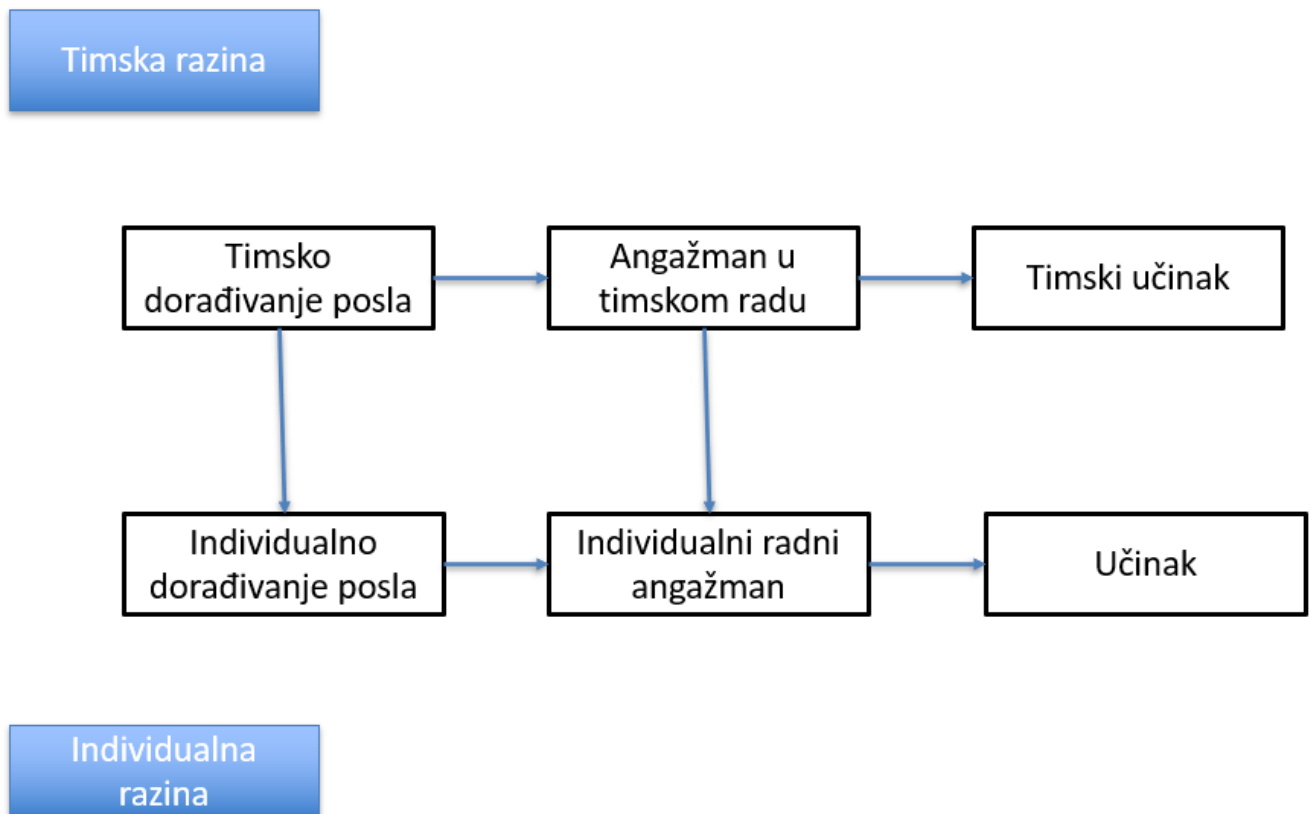 Timska razina
Timsko
dorađivanje posla
Angažman u
timskom radu
Timski učinak
Individualno
dorađivanje posla
Individualni radni
angažman
Učinak
Individualna
razina